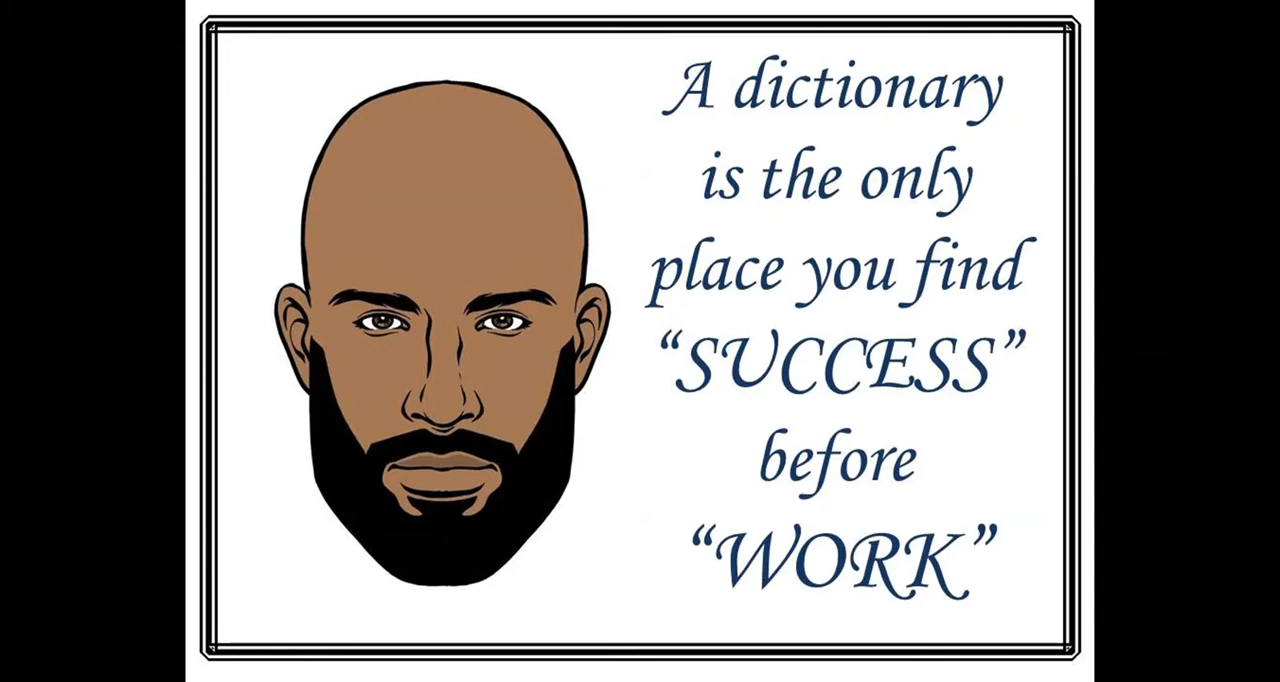 A dictionary
is the only
place you find
“SUCCESS”
before
“WORK”